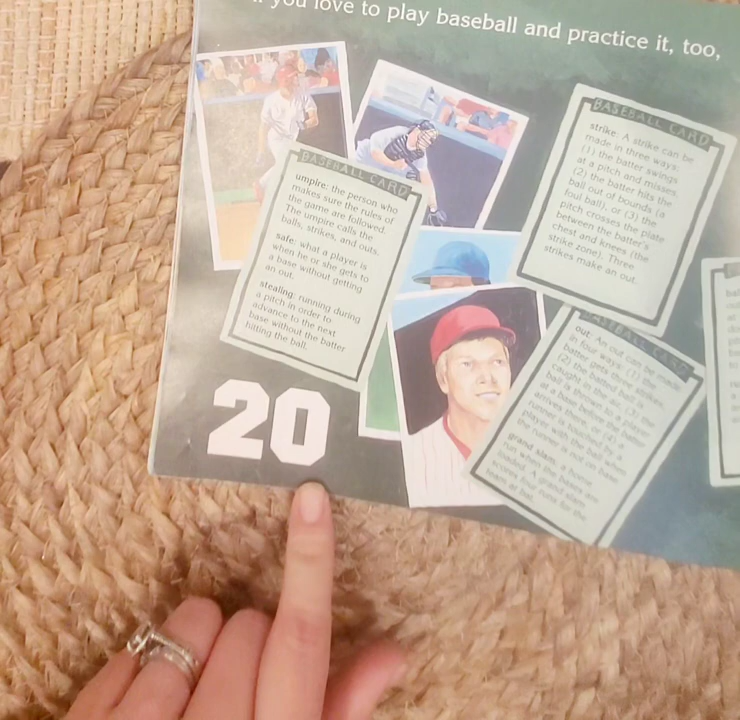 you love to play baseball and practice it, too,
BASEBALL CARD
strike: A strike can be
made in three ways:
(1) the batter swings
at a pitch and misses,
(2) the batter hits the
ball out of bounds (a
foul ball), or (3) the
pitch crosses the plate
between the batter's
chest and knees (the
strike zone). Three
strikes make an out.
BASEBALL CARD
umpire: the person who
makes sure the rules of
the game are followed.
The umpire calls the
balls, strikes, and outs.
safe: what a player is
when he or she gets to
a base without getting
an out.
stealing: running during
a pitch in order to
advance to the next
base without the batter
hitting the ball.
BASEBALL CARD
out: An out can be made
in four ways: (1) the
batter gets three strikes,
(2) the batted ball is
caught in the air, (3) the
ball is thrown to a player
at a base before the batter
arrives there, or (4) a
runner is touched by a
player with the ball when
the runner is not on base.
grand slam: a home
run when the bases are
loaded. A grand slam
scores four runs for the
team at bat.
20